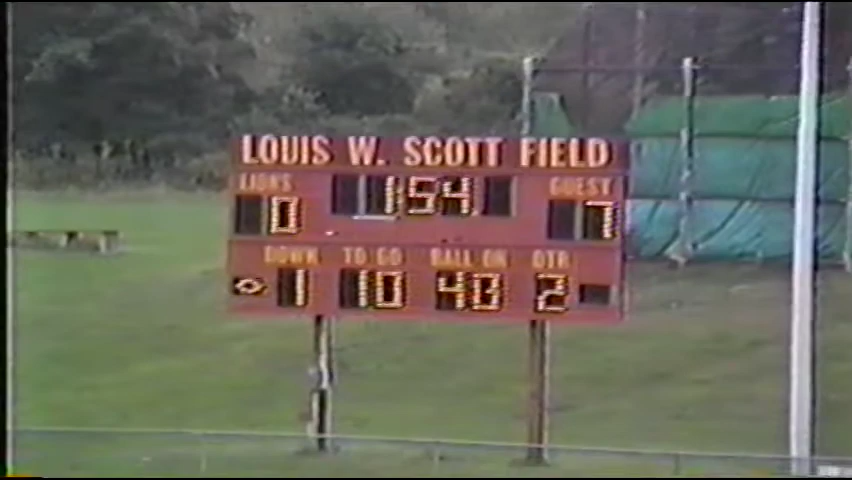 LOUIS W. SCOTT FIELD
LIONS 1:54 GUEST
0 7
DOWN TO GO BALL ON QTR
1 10 40 2